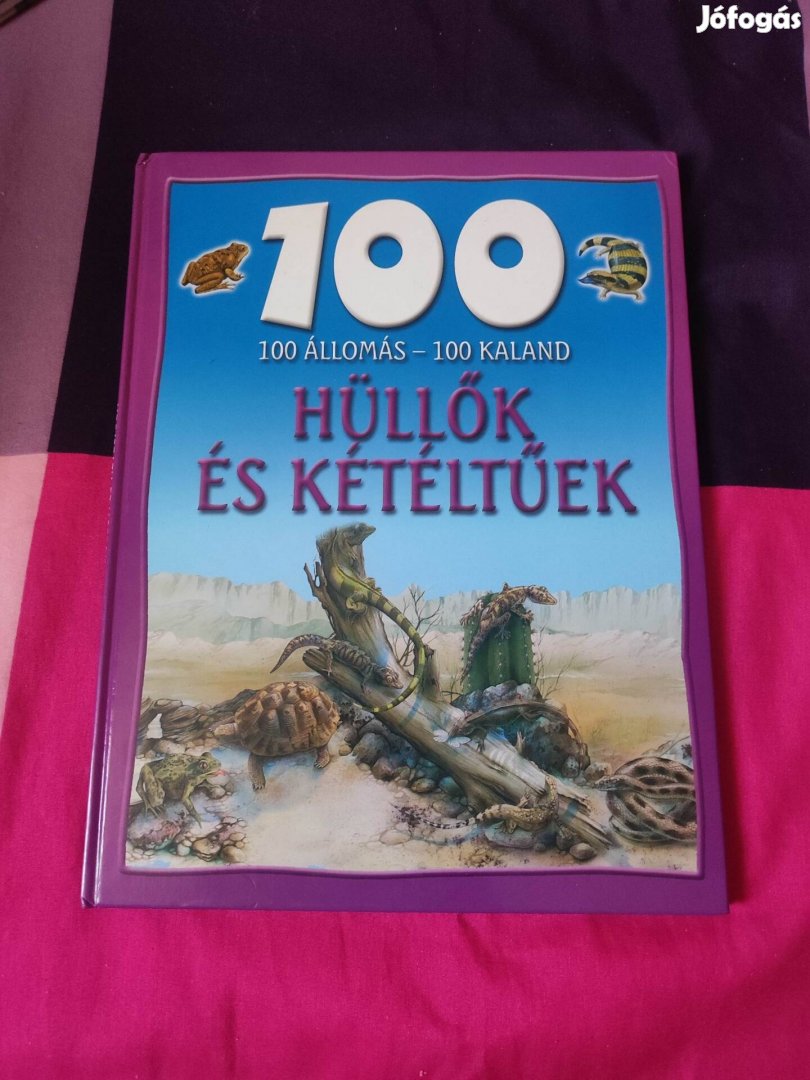 Jófogás
100
100 ÁLLOMÁS – 100 KALAND
HÜLLŐK
ÉS KÉTÉLTŰEK